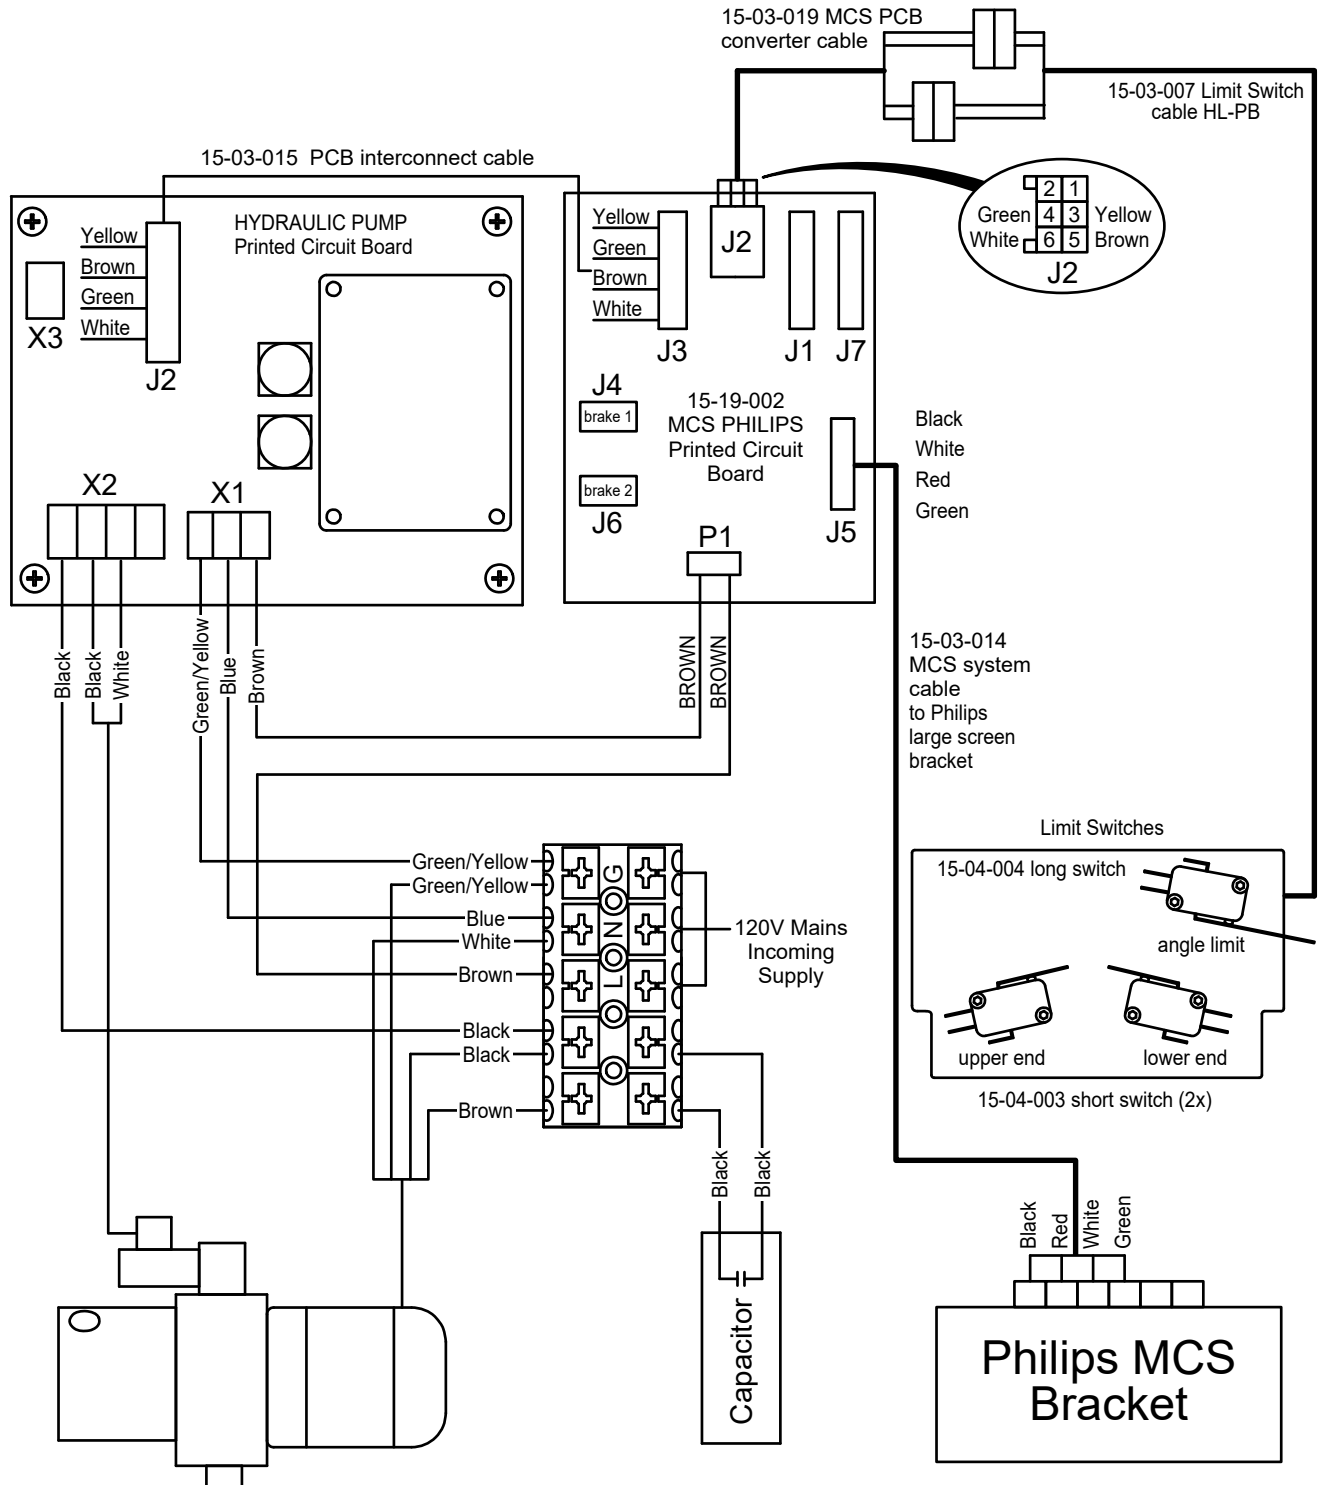 15-03-019 MCS PCB
converter cable
15-03-007 Limit Switch
cable HL-PB
15-03-015 PCB interconnect cable
HYDRAULIC PUMP
Printed Circuit Board
Yellow
Brown
Green
White
X3
J2
X2
X1
Yellow
Green
Brown
White
J3
J2
J1
J7
J4
brake 1
15-19-002
MCS PHILIPS
Printed Circuit
Board
brake 2
J6
J5
P1
2 1
Green 4 3 Yellow
White 6 5 Brown
J2
Black
White
Red
Green
Black
Black
White
Green/Yellow
Blue
Brown
BROWN
BROWN
15-03-014
MCS system
cable
to Philips
large screen
bracket
Green/Yellow
Green/Yellow
Blue
White
Brown
Black
Black
Brown
G
N
L
120V Mains
Incoming
Supply
Limit Switches
15-04-004 long switch
angle limit
upper end
lower end
15-04-003 short switch (2x)
Black
Black
Capacitor
Black
Red
White
Green
Philips MCS
Bracket